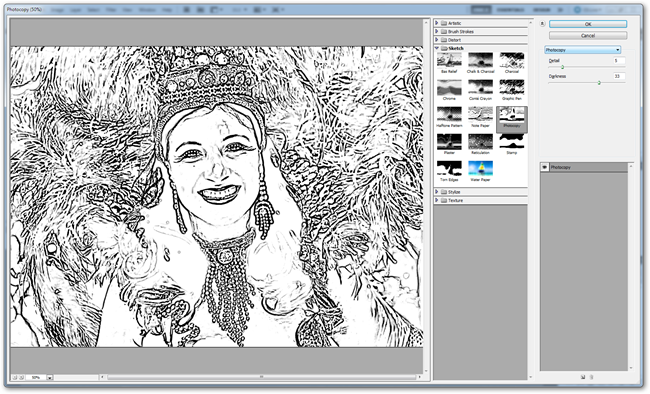 Photocopy (50%)
Artistic
Brush Strokes
Distort
Sketch
Bas Relief
Chalk & Charcoal
Charcoal
Chrome
Conté Crayon
Graphic Pen
Halftone Pattern
Note Paper
Photocopy
Plaster
Reticulation
Stamp
Torn Edges
Water Paper
Stylize
Texture
OK
Cancel
Photocopy
Detail 5
Darkness 33
Photocopy
50%